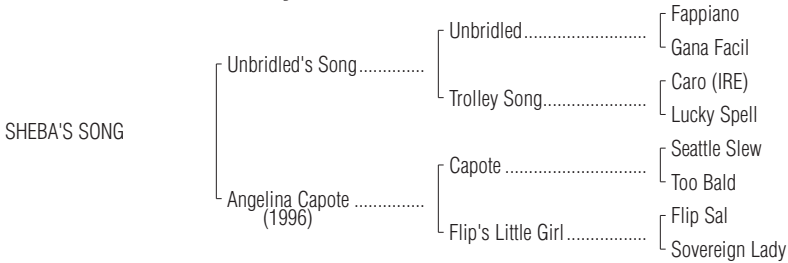 Fappiano
Unbridled..........................
Gana Facil
Unbridled's Song..............
Caro (IRE)
Trolley Song......................
Lucky Spell
SHEBA'S SONG
Seattle Slew
Capote ..............................
Too Bald
Angelina Capote ...............
(1996)
Flip Sal
Flip's Little Girl.................
Sovereign Lady